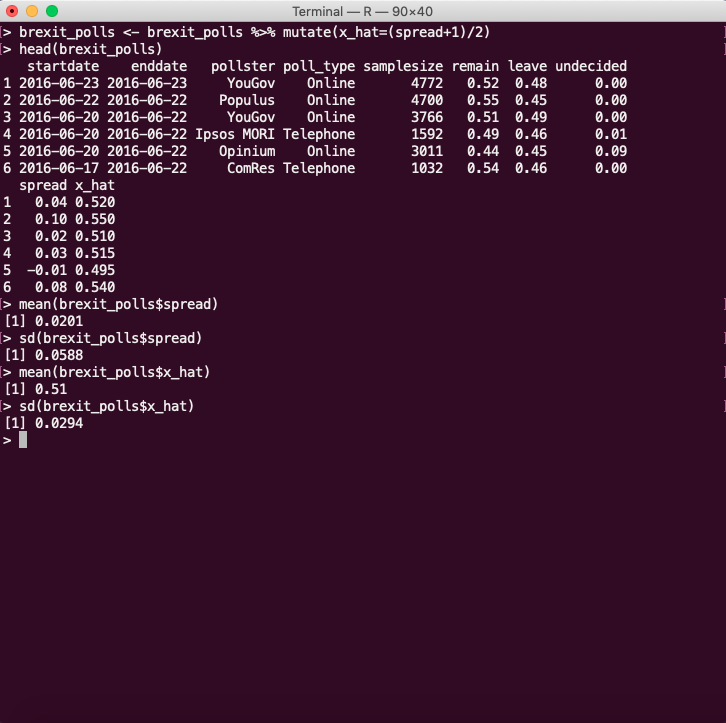 Terminal — R — 90×40
> brexit_polls <- brexit_polls %>% mutate(x_hat=(spread+1)/2)
> head(brexit_polls)
   startdate    enddate   pollster poll_type samplesize remain leave undecided
1 2016-06-23 2016-06-23     YouGov    Online       4772   0.52  0.48      0.00
2 2016-06-22 2016-06-22    Populus    Online       4700   0.55  0.45      0.00
3 2016-06-20 2016-06-22     YouGov    Online       3766   0.51  0.49      0.00
4 2016-06-20 2016-06-22 Ipsos MORI Telephone       1592   0.49  0.46      0.01
5 2016-06-20 2016-06-22    Opinium    Online       3011   0.44  0.45      0.09
6 2016-06-17 2016-06-22     ComRes Telephone       1032   0.54  0.46      0.00
  spread x_hat
1   0.04 0.520
2   0.10 0.550
3   0.02 0.510
4   0.03 0.515
5  -0.01 0.495
6   0.08 0.540
> mean(brexit_polls$spread)
[1] 0.0201
> sd(brexit_polls$spread)
[1] 0.0588
> mean(brexit_polls$x_hat)
[1] 0.51
> sd(brexit_polls$x_hat)
[1] 0.0294
>